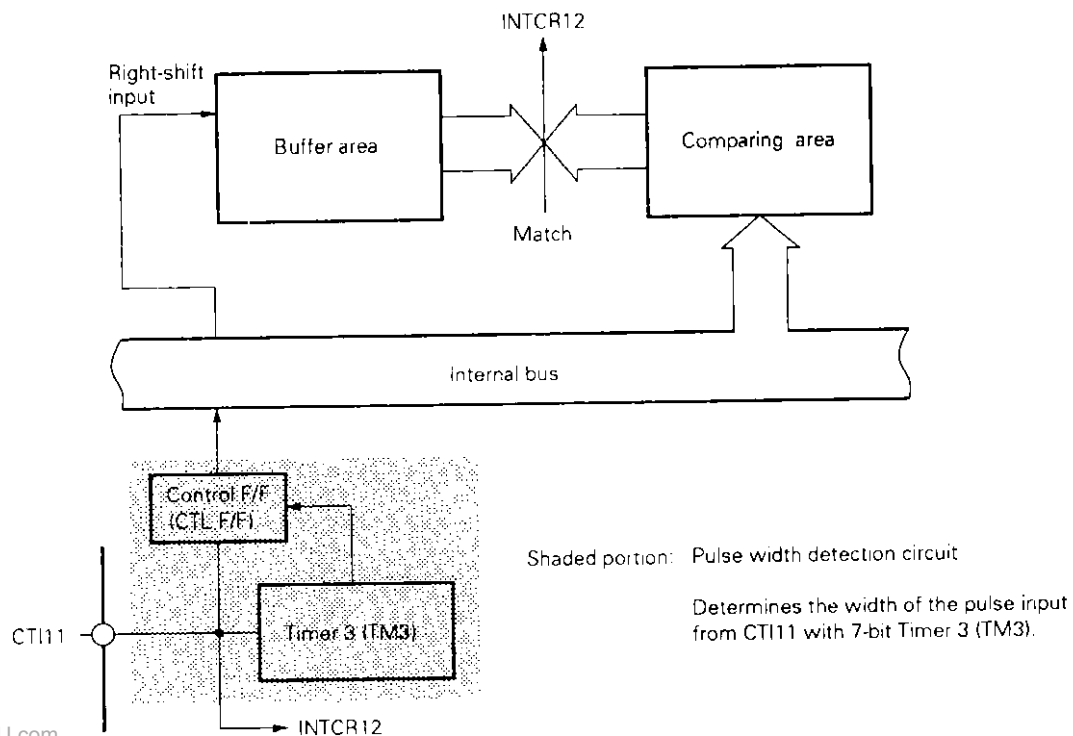 INTCR12
Right-shift
input
Buffer area
Comparing area
Match
Internal bus
Control F/F
(CTL F/F)
Timer 3 (TM3)
CTI11
INTCR12
Shaded portion: Pulse width detection circuit
Determines the width of the pulse input
from CTI11 with 7-bit Timer 3 (TM3).